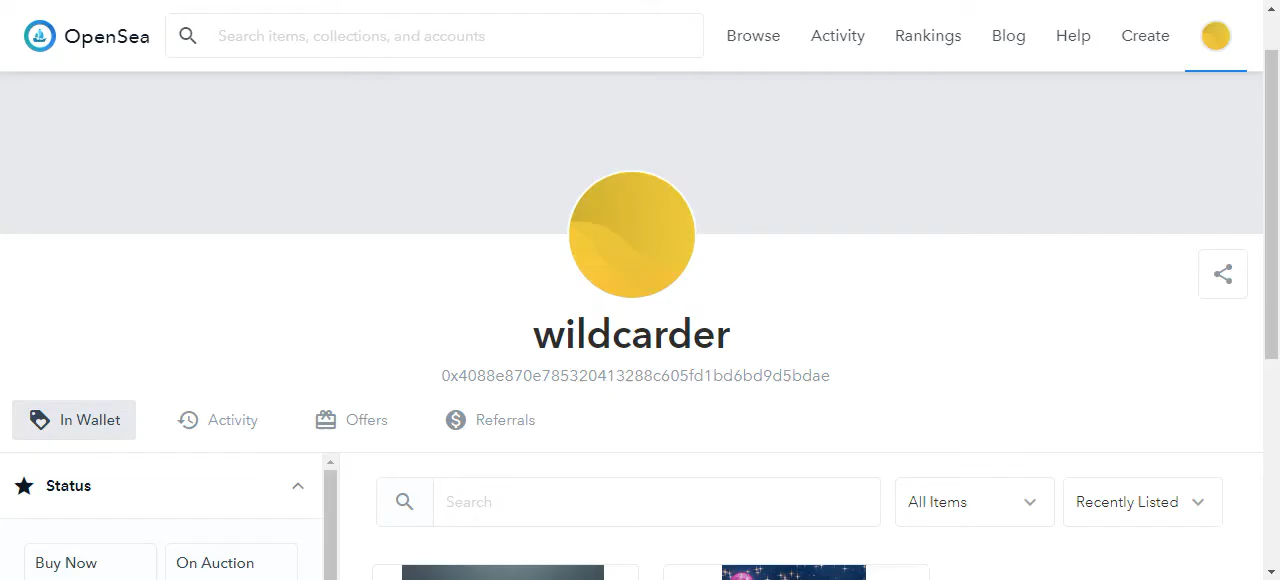 OpenSea
Search items, collections, and accounts
Browse
Activity
Rankings
Blog
Help
Create
wildcarder
0x4088e870e785320413288c605fd1bd6bd9d5bdae
In Wallet
Activity
Offers
Referrals
Status
Search
All Items
Recently Listed
Buy Now
On Auction